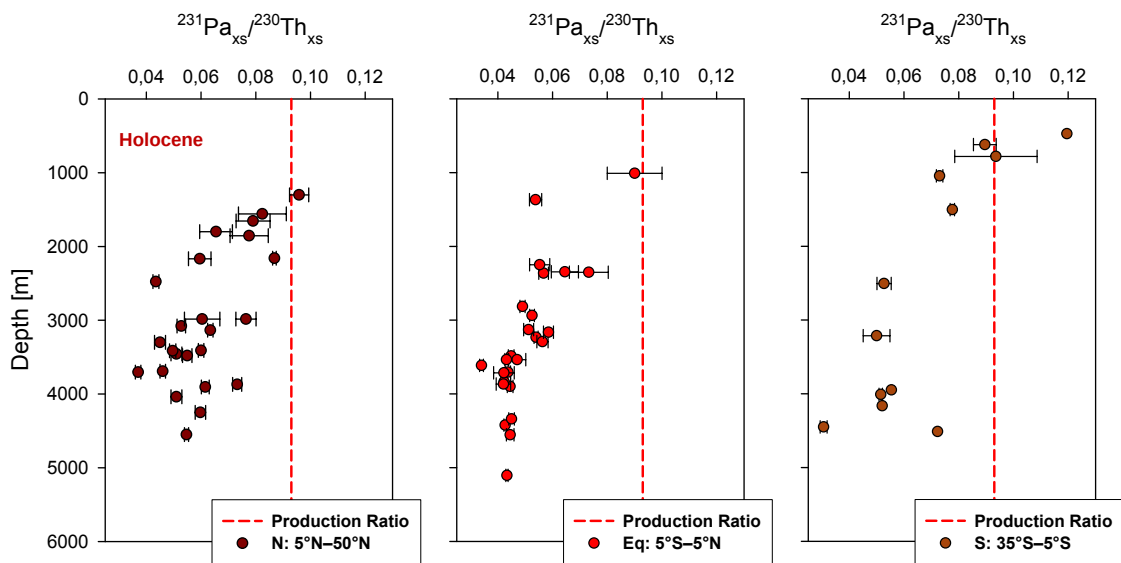 231Paxs/230Thxs 231Paxs/230Thxs 231Paxs/230Thxs
0,04 0,06 0,08 0,10 0,12 0,04 0,06 0,08 0,10 0,12 0,04 0,06 0,08 0,10 0,12
0
Holocene
1000
2000
Depth [m]
3000
4000
5000
Production Ratio Production Ratio Production Ratio
N: 5°N–50°N Eq: 5°S–5°N S: 35°S–5°S
6000